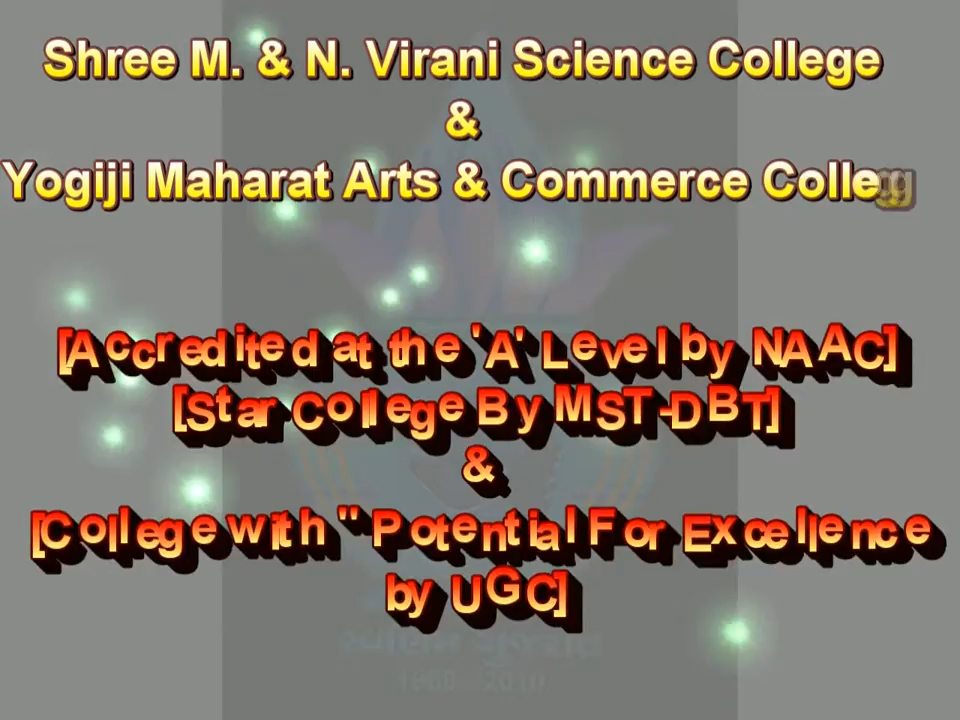 Shree M. & N. Virani Science College
&
Yogiji Maharat Arts & Commerce Colleg
[Accredited at the 'A' Level by NAAC]
[Star College By MST-DBT]
&
[College with " Potential For Excellence
by UGC]